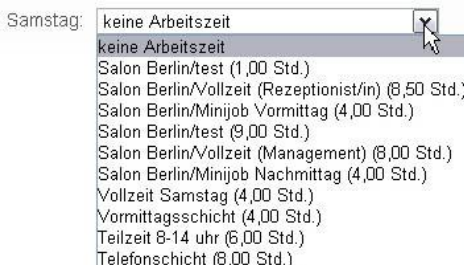 Samstag: keine Arbeitszeit
keine Arbeitszeit
Salon Berlin/test (1,00 Std.)
Salon Berlin/Vollzeit (Rezeptionist/in) (8,50 Std.)
Salon Berlin/Minijob Vormittag (4,00 Std.)
Salon Berlin/test (9,00 Std.)
Salon Berlin/Vollzeit (Management) (8,00 Std.)
Salon Berlin/Minijob Nachmittag (4,00 Std.)
Vollzeit Samstag (4,00 Std.)
Vormittagsschicht (4,00 Std.)
Teilzeit 8-14 uhr (6,00 Std.)
Telefonschicht (8,00 Std.)